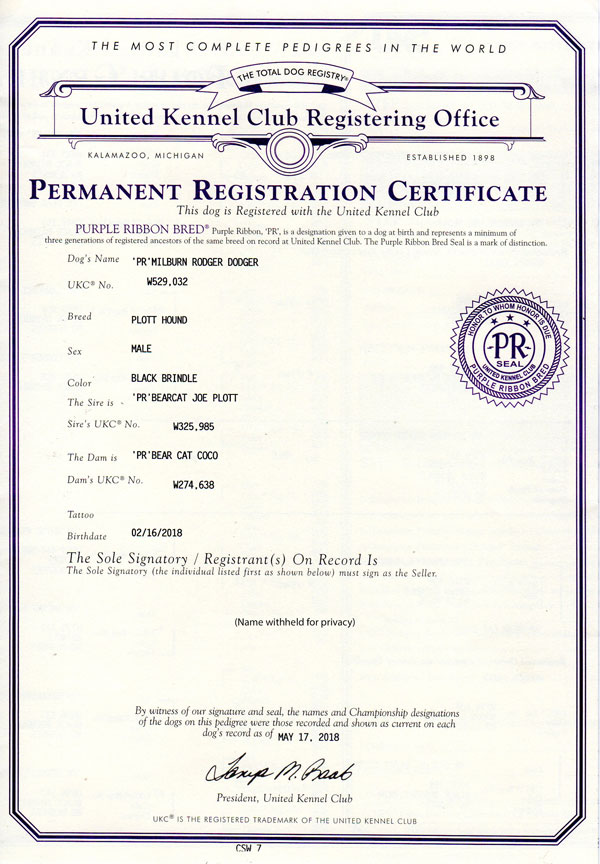 THE MOST COMPLETE PEDIGREES IN THE WORLD
THE TOTAL DOG REGISTRY®
United Kennel Club Registering Office
KALAMAZOO, MICHIGAN ESTABLISHED 1898
PERMANENT REGISTRATION CERTIFICATE
This dog is Registered with the United Kennel Club
PURPLE RIBBON BRED® Purple Ribbon, 'PR', is a designation given to a dog at birth and represents a minimum of
three generations of registered ancestors of the same breed on record at United Kennel Club. The Purple Ribbon Bred Seal is a mark of distinction.
Dog's Name 'PR'MILBURN RODGER DODGER
UKC® No. W529,032
Breed PLOTT HOUND
Sex MALE
Color BLACK BRINDLE
The Sire is 'PR'BEARCAT JOE PLOTT
Sire's UKC® No. W325,985
The Dam is 'PR'BEAR CAT COCO
Dam's UKC® No. W274,638
Tattoo
Birthdate 02/16/2018
HONOR TO WHOM HONOR IS DUE
PR
SEAL
UNITED KENNEL CLUB
PURPLE RIBBON BRED
The Sole Signatory / Registrant(s) On Record Is
The Sole Signatory (the individual listed first as shown below) must sign as the Seller.
(Name withheld for privacy)
By witness of our signature and seal, the names and Championship designations
of the dogs on this pedigree were those recorded and shown as current on each
dog's record as of MAY 17, 2018
President, United Kennel Club
UKC® IS THE REGISTERED TRADEMARK OF THE UNITED KENNEL CLUB
CSW 7